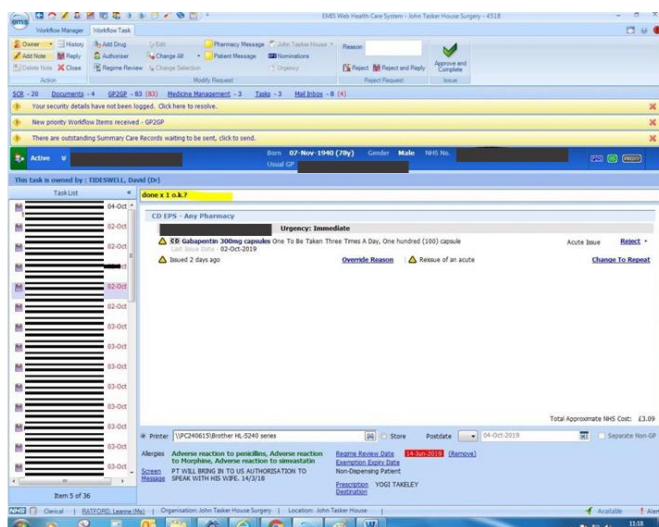 EMIS Web Health Care System - John Tasker House Surgery - 4318
Workflow Manager Workflow Task
Owner History Add Drug Edit Pharmacy Message John Tasker House Reason
Add Note Reply Authoriser Change All Patient Message Nominations
Delete Note Close Regime Review Change Selection Urgency Reject Reject and Reply Approve and Complete
Action Modify Request Reject Request Issue
SCR - 20 Documents - 4 GP2GP - 83 (83) Medicine Management - 3 Tasks - 3 Mail Inbox - 8 (4)
Your security details have not been logged. Click here to resolve.
New priority Workflow Items received - GP2GP
There are outstanding Summary Care Records waiting to be sent, click to send.
Active Born 07-Nov-1940 (78y) Gender Male NHS No.
Usual GP
This task is owned by : TIDESWELL, David (Dr)
Task List
done x 1 o.k.?
04-Oct
02-Oct
02-Oct
02-Oct
02-Oct
03-Oct
03-Oct
03-Oct
03-Oct
03-Oct
03-Oct
03-Oct
Item 5 of 36
CD EPS - Any Pharmacy
Urgency: Immediate
CD Gabapentin 300mg capsules One To Be Taken Three Times A Day, One hundred (100) capsule Acute Issue Reject
Last Issue Date - 02-Oct-2019
Issued 2 days ago Override Reason Reissue of an acute Change To Repeat
Total Approximate NHS Cost: £3.09
Printer \\PC240615\Brother HL-5240 series Store Postdate 04-Oct-2019 Separate Non-GP
Allergies Adverse reaction to penicillins, Adverse reaction to Morphine, Adverse reaction to simvastatin
Screen Message PT WILL BRING IN TO US AUTHORISATION TO SPEAK WITH HIS WIFE. 14/3/18
Regime Review Date 14-Jun-2019 (Remove)
Exemption Expiry Date
Non-Dispensing Patient
Prescription Destination YOGI TAKELEY
NHS Clerical RATFORD, Leanne (Ms) Organisation: John Tasker House Surgery Location: John Tasker House Available
11:18